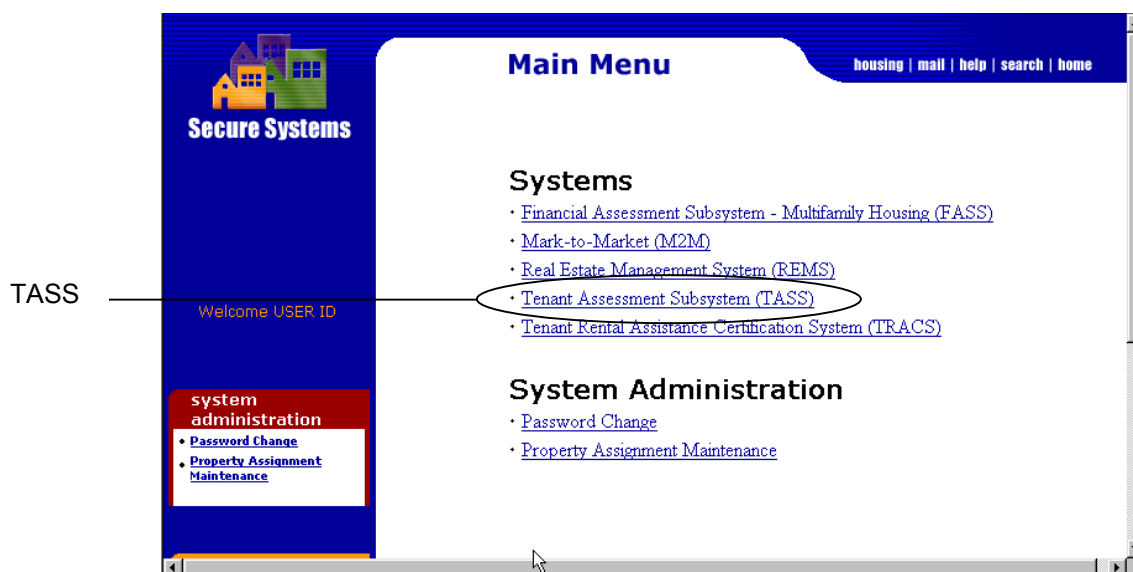 Main Menu
housing | mail | help | search | home
Secure Systems
Systems
· Financial Assessment Subsystem - Multifamily Housing (FASS)
· Mark-to-Market (M2M)
· Real Estate Management System (REMS)
TASS
· Tenant Assessment Subsystem (TASS)
Welcome USER ID
· Tenant Rental Assistance Certification System (TRACS)
System Administration
· Password Change
· Property Assignment Maintenance
system
administration
• Password Change
• Property Assignment
Maintenance